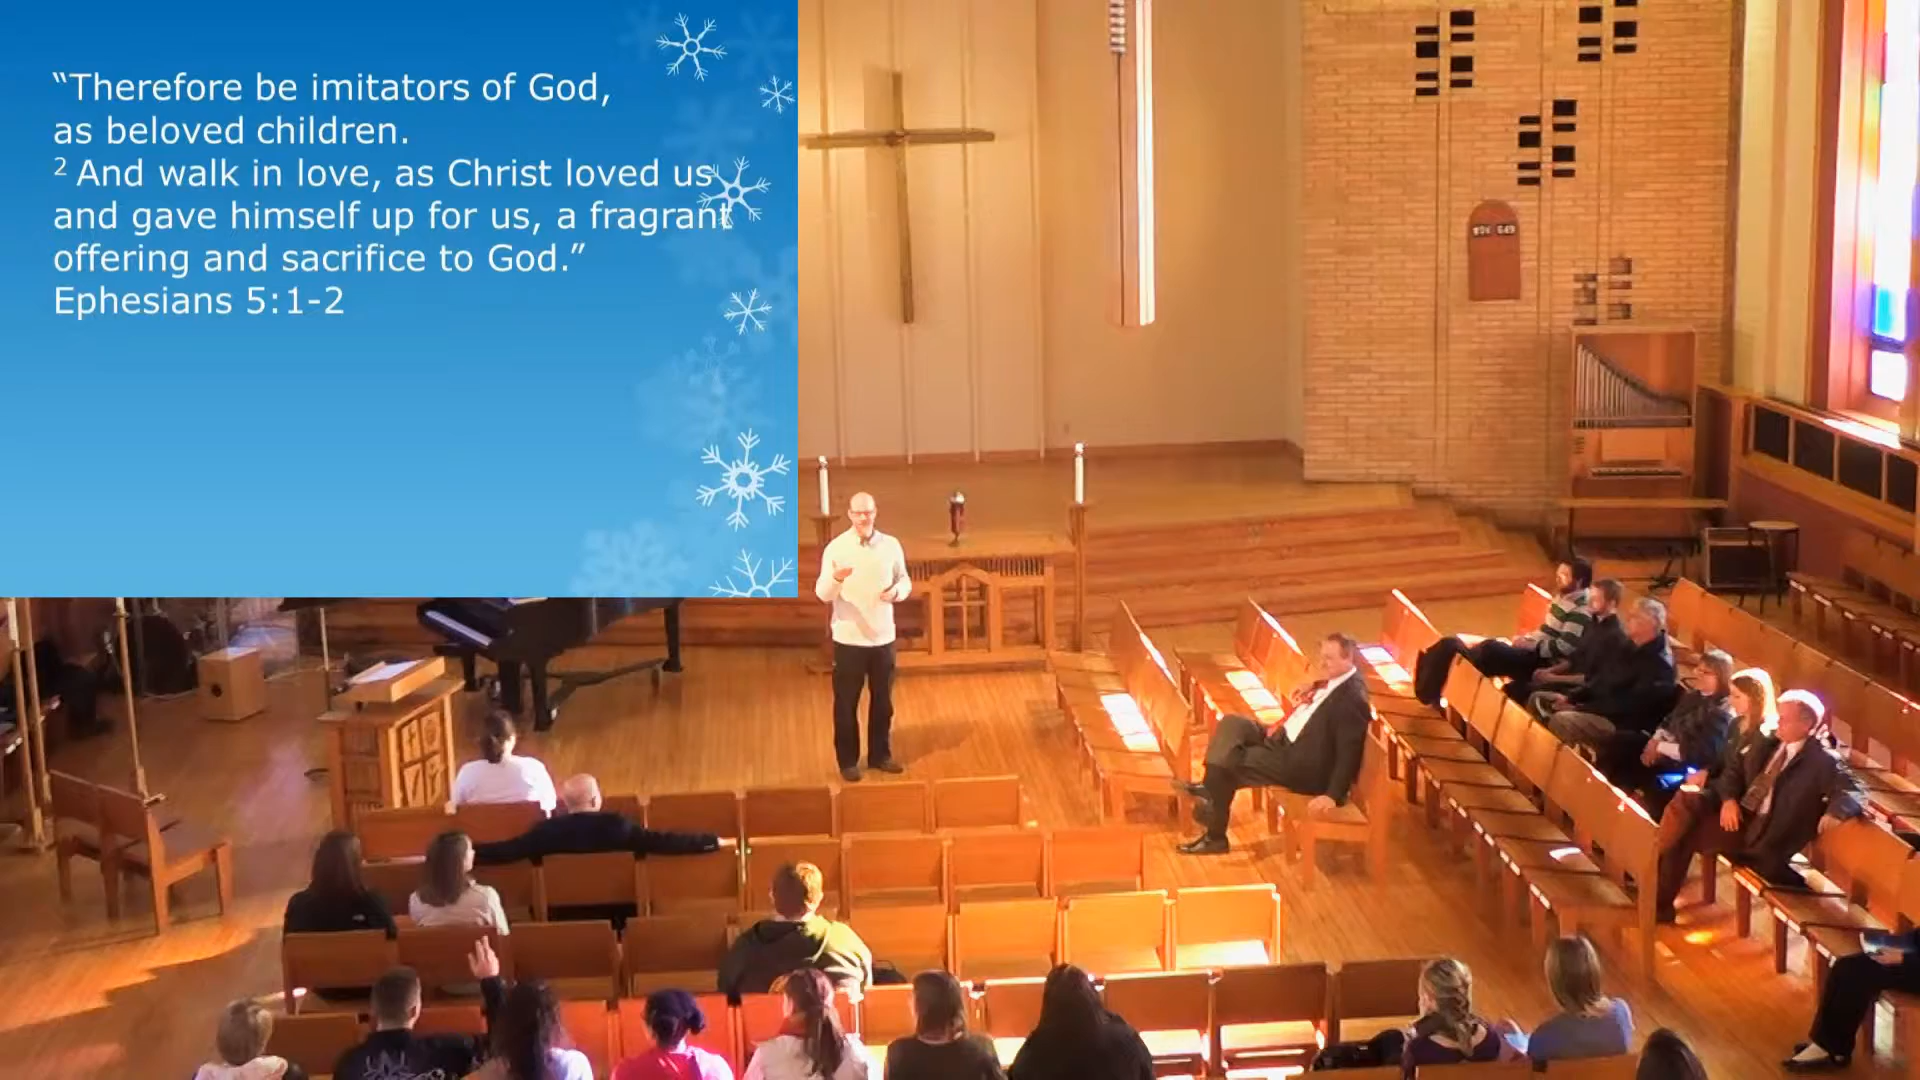 “Therefore be imitators of God,
as beloved children.
² And walk in love, as Christ loved us
and gave himself up for us, a fragrant
offering and sacrifice to God.”
Ephesians 5:1-2